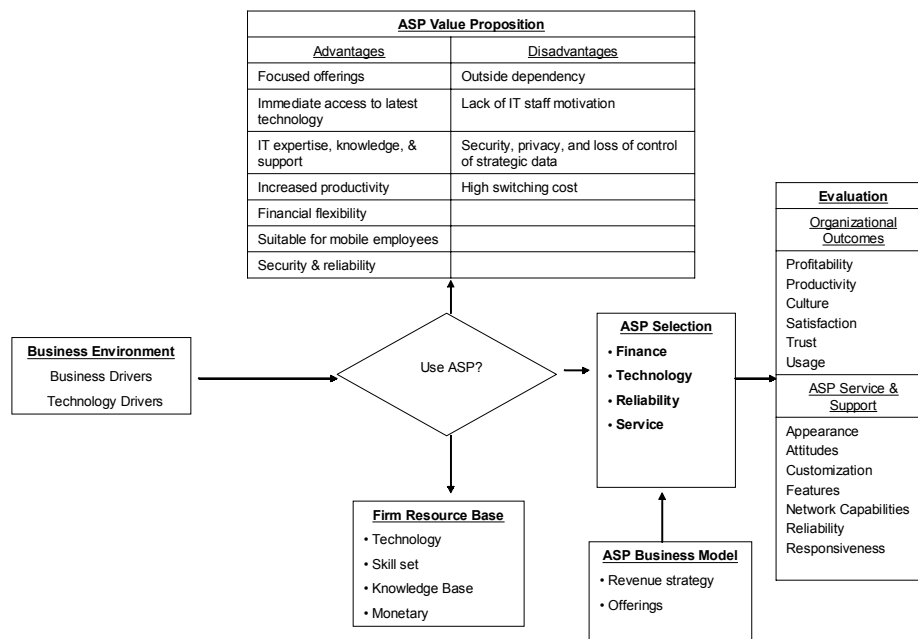 ASP Value Proposition
Advantages
Disadvantages
Focused offerings
Outside dependency
Immediate access to latest
technology
Lack of IT staff motivation
IT expertise, knowledge, &
support
Security, privacy, and loss of control
of strategic data
Increased productivity
High switching cost
Financial flexibility
Suitable for mobile employees
Security & reliability
Business Environment
Business Drivers
Technology Drivers
Use ASP?
ASP Selection
• Finance
• Technology
• Reliability
• Service
Evaluation
Organizational
Outcomes
Profitability
Productivity
Culture
Satisfaction
Trust
Usage
ASP Service &
Support
Appearance
Attitudes
Customization
Features
Network Capabilities
Reliability
Responsiveness
Firm Resource Base
• Technology
• Skill set
• Knowledge Base
• Monetary
ASP Business Model
• Revenue strategy
• Offerings